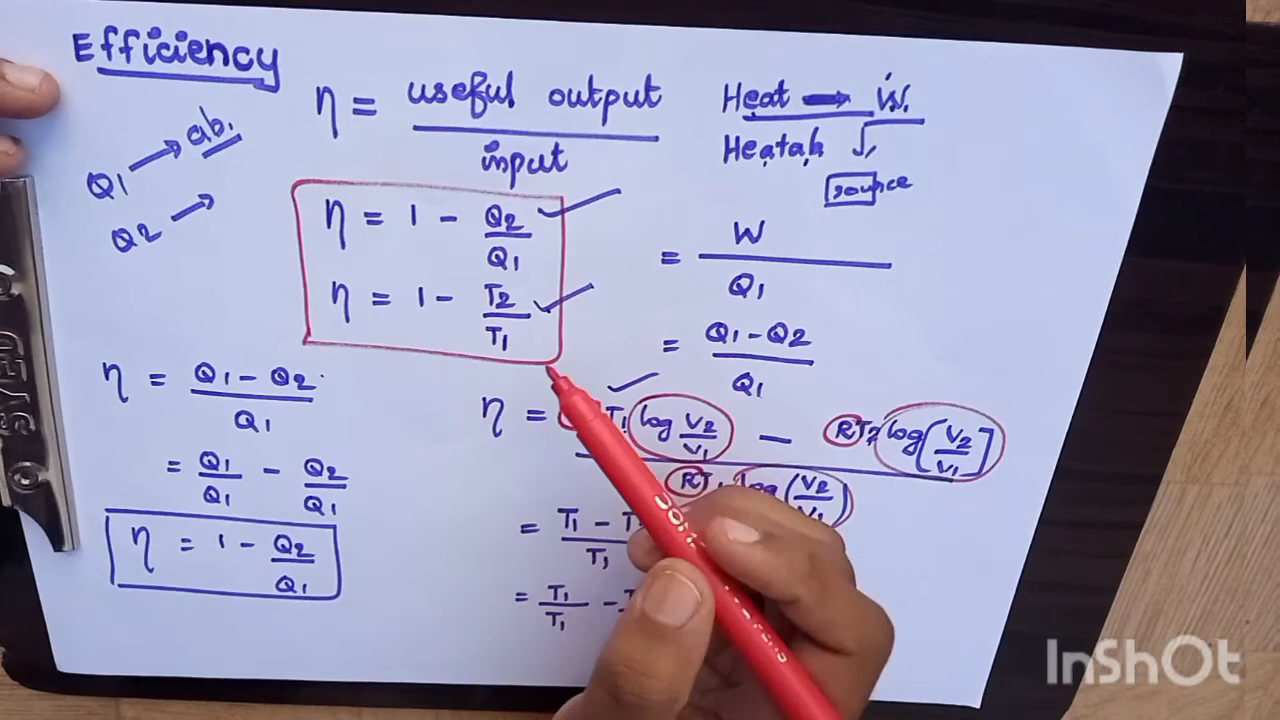 Efficiency
η = useful output / input
Heat → W.
Heat ab
source
Q1 → ab.
Q2 →
η = 1 - Q2/Q1
η = 1 - T2/T1
= W / Q1
= Q1 - Q2 / Q1
η = Q1 - Q2 / Q1
= Q1/Q1 - Q2/Q1
η = 1 - Q2/Q1
η = T1 log V2/V1 - RT2 log(V2/V1] / RT1 log(V2/V1)
= T1 - T / T1
= T1/T1 -
InShOt